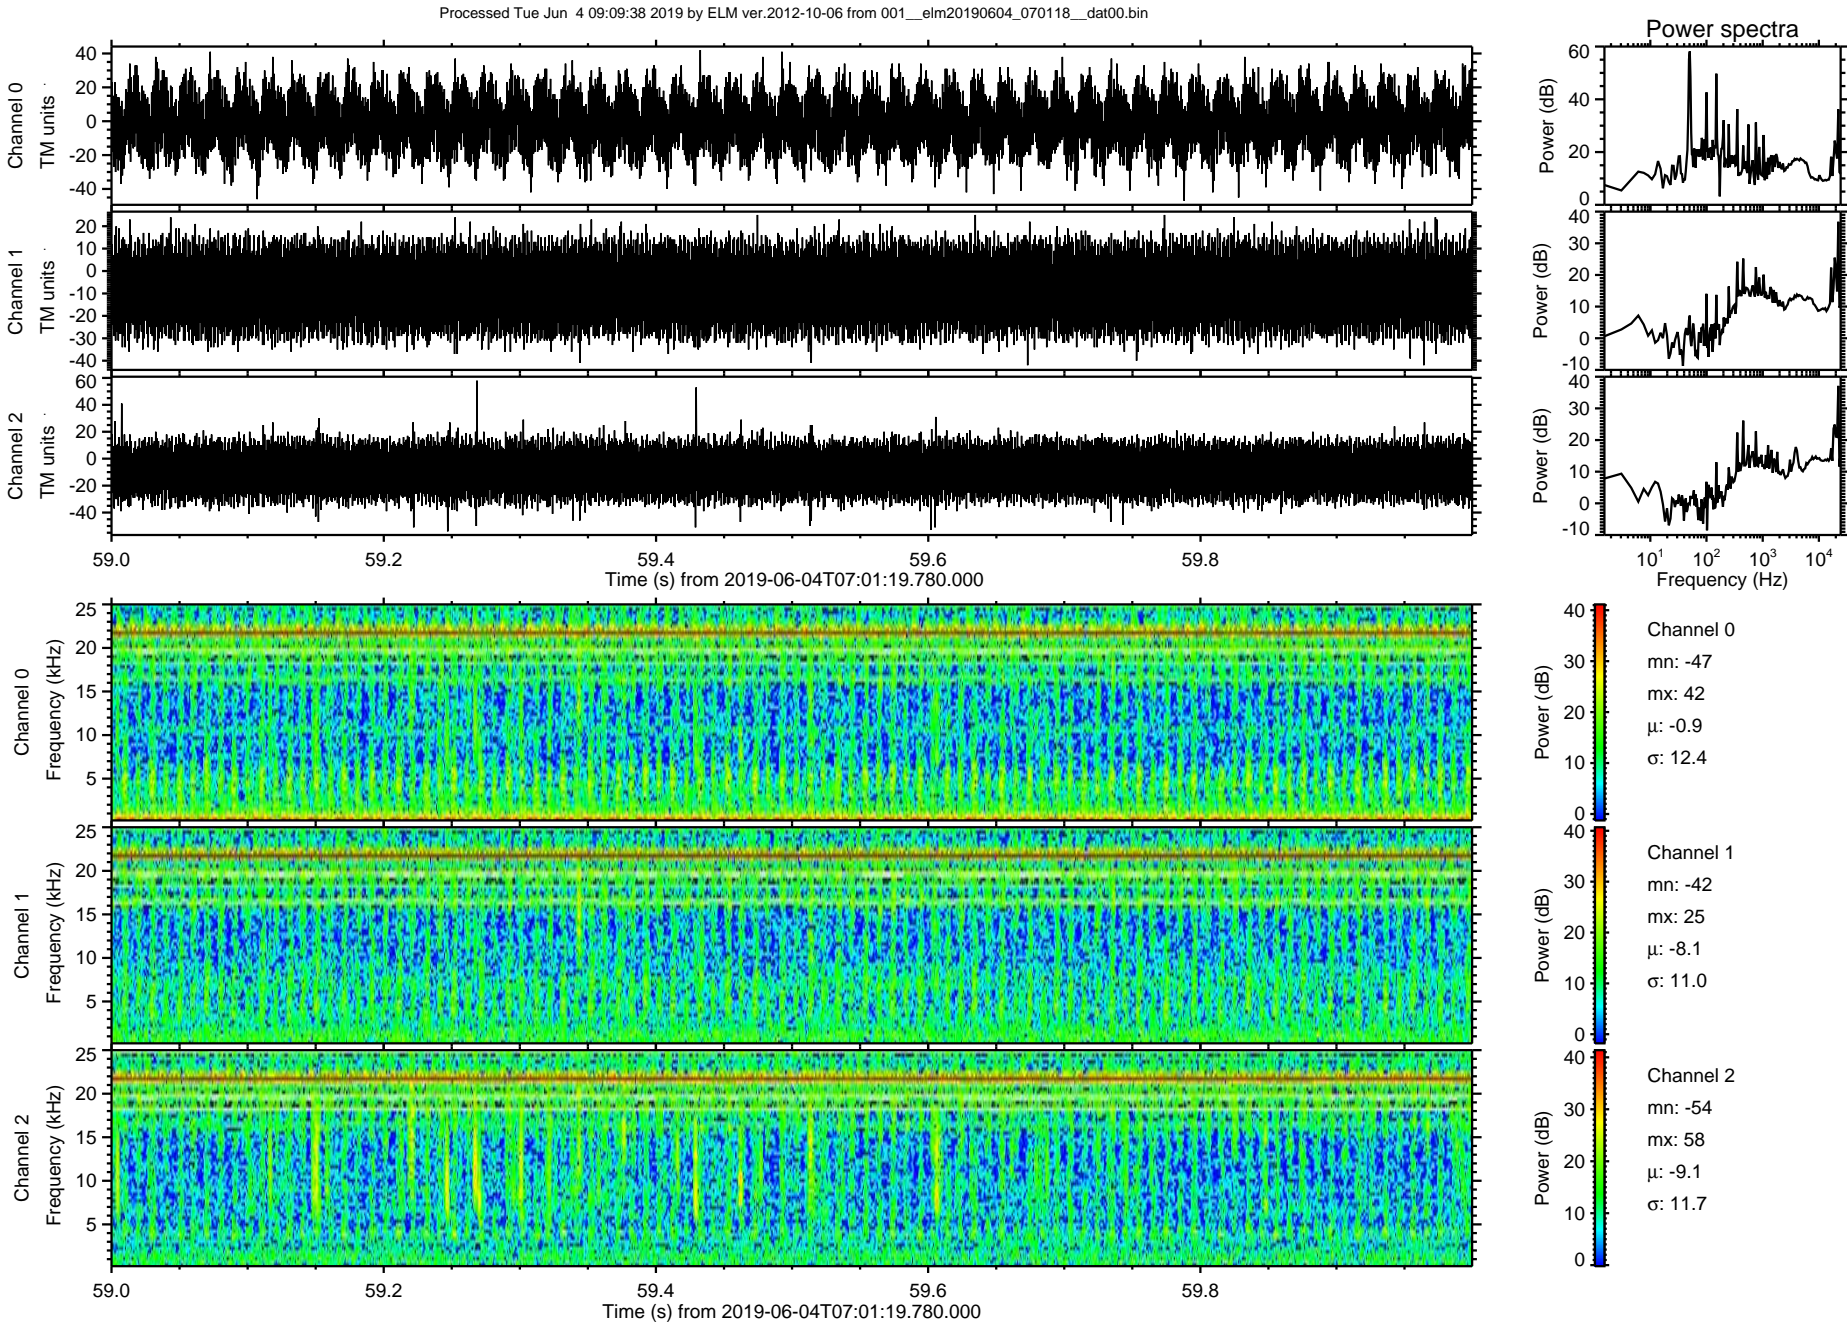 Processed Tue Jun  4 09:09:38 2019 by ELM ver.2012-10-06 from 001__elm20190604_070118__dat00.bin
Power spectra
Channel 0
TM units
40
20
0
-20
-40
Power (dB)
60
40
20
0
Channel 1
TM units
20
10
0
-10
-20
-30
-40
Power (dB)
40
30
20
10
0
-10
Channel 2
TM units
60
40
20
0
-20
-40
Power (dB)
40
30
20
10
0
-10
59.0 59.2 59.4 59.6 59.8
Time (s) from 2019-06-04T07:01:19.780.000
10^1 10^2 10^3 10^4
Frequency (Hz)
Channel 0
Frequency (kHz)
25
20
15
10
5
Power (dB)
40
30
20
10
0
Channel 0
mn: -47
mx: 42
μ: -0.9
σ: 12.4
Channel 1
Frequency (kHz)
25
20
15
10
5
Power (dB)
40
30
20
10
0
Channel 1
mn: -42
mx: 25
μ: -8.1
σ: 11.0
Channel 2
Frequency (kHz)
25
20
15
10
5
Power (dB)
40
30
20
10
0
Channel 2
mn: -54
mx: 58
μ: -9.1
σ: 11.7
59.0 59.2 59.4 59.6 59.8
Time (s) from 2019-06-04T07:01:19.780.000